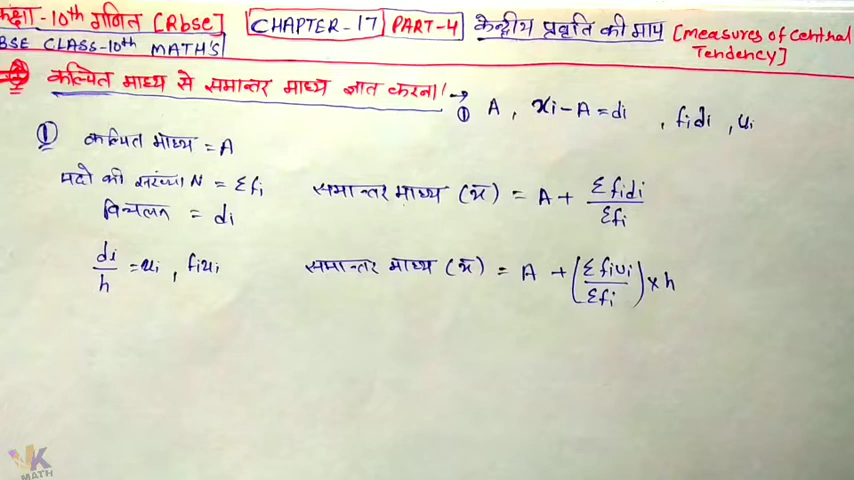 कक्षा-10th गणित [Rbse] CHAPTER-17 PART-4 केन्द्रीय प्रवृति की माप [measures of central Tendency]
BSE CLASS-10th MATH'S
कल्पित माध्य से समान्तर माध्य ज्ञात करना!→
① A, xi-A=di, fidi, ui
① कल्पित माध्य = A
पदो की संख्या N = Σfi
समान्तर माध्य (x̄) = A + Σfidi/Σfi
विचलन = di
di/h = ui, fiui
समान्तर माध्य (x̄) = A + (Σfiui/Σfi) × h
VK
MATH